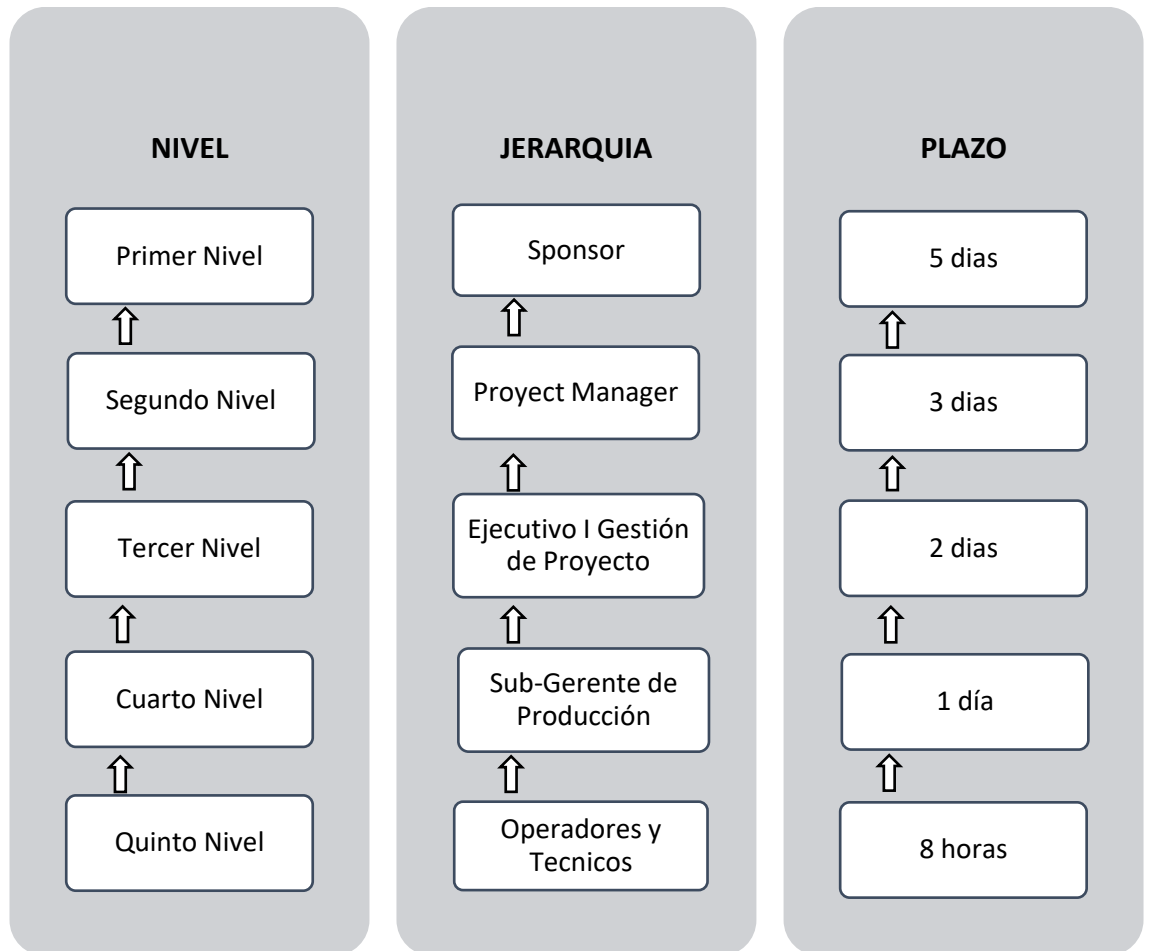 NIVEL
Primer Nivel
Segundo Nivel
Tercer Nivel
Cuarto Nivel
Quinto Nivel
JERARQUIA
Sponsor
Proyect Manager
Ejecutivo I Gestión
de Proyecto
Sub-Gerente de
Producción
Operadores y
Tecnicos
PLAZO
5 dias
3 dias
2 dias
1 día
8 horas